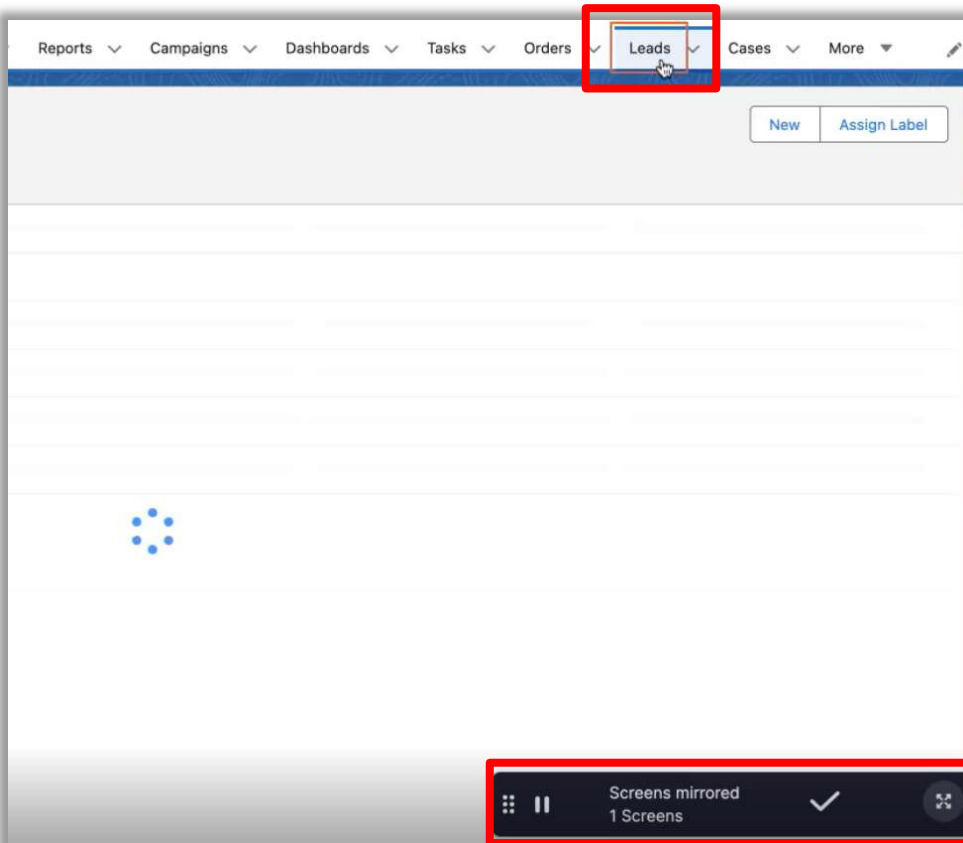 Reports Campaigns Dashboards Tasks Orders Leads Cases More
New Assign Label
Screens mirrored
1 Screens